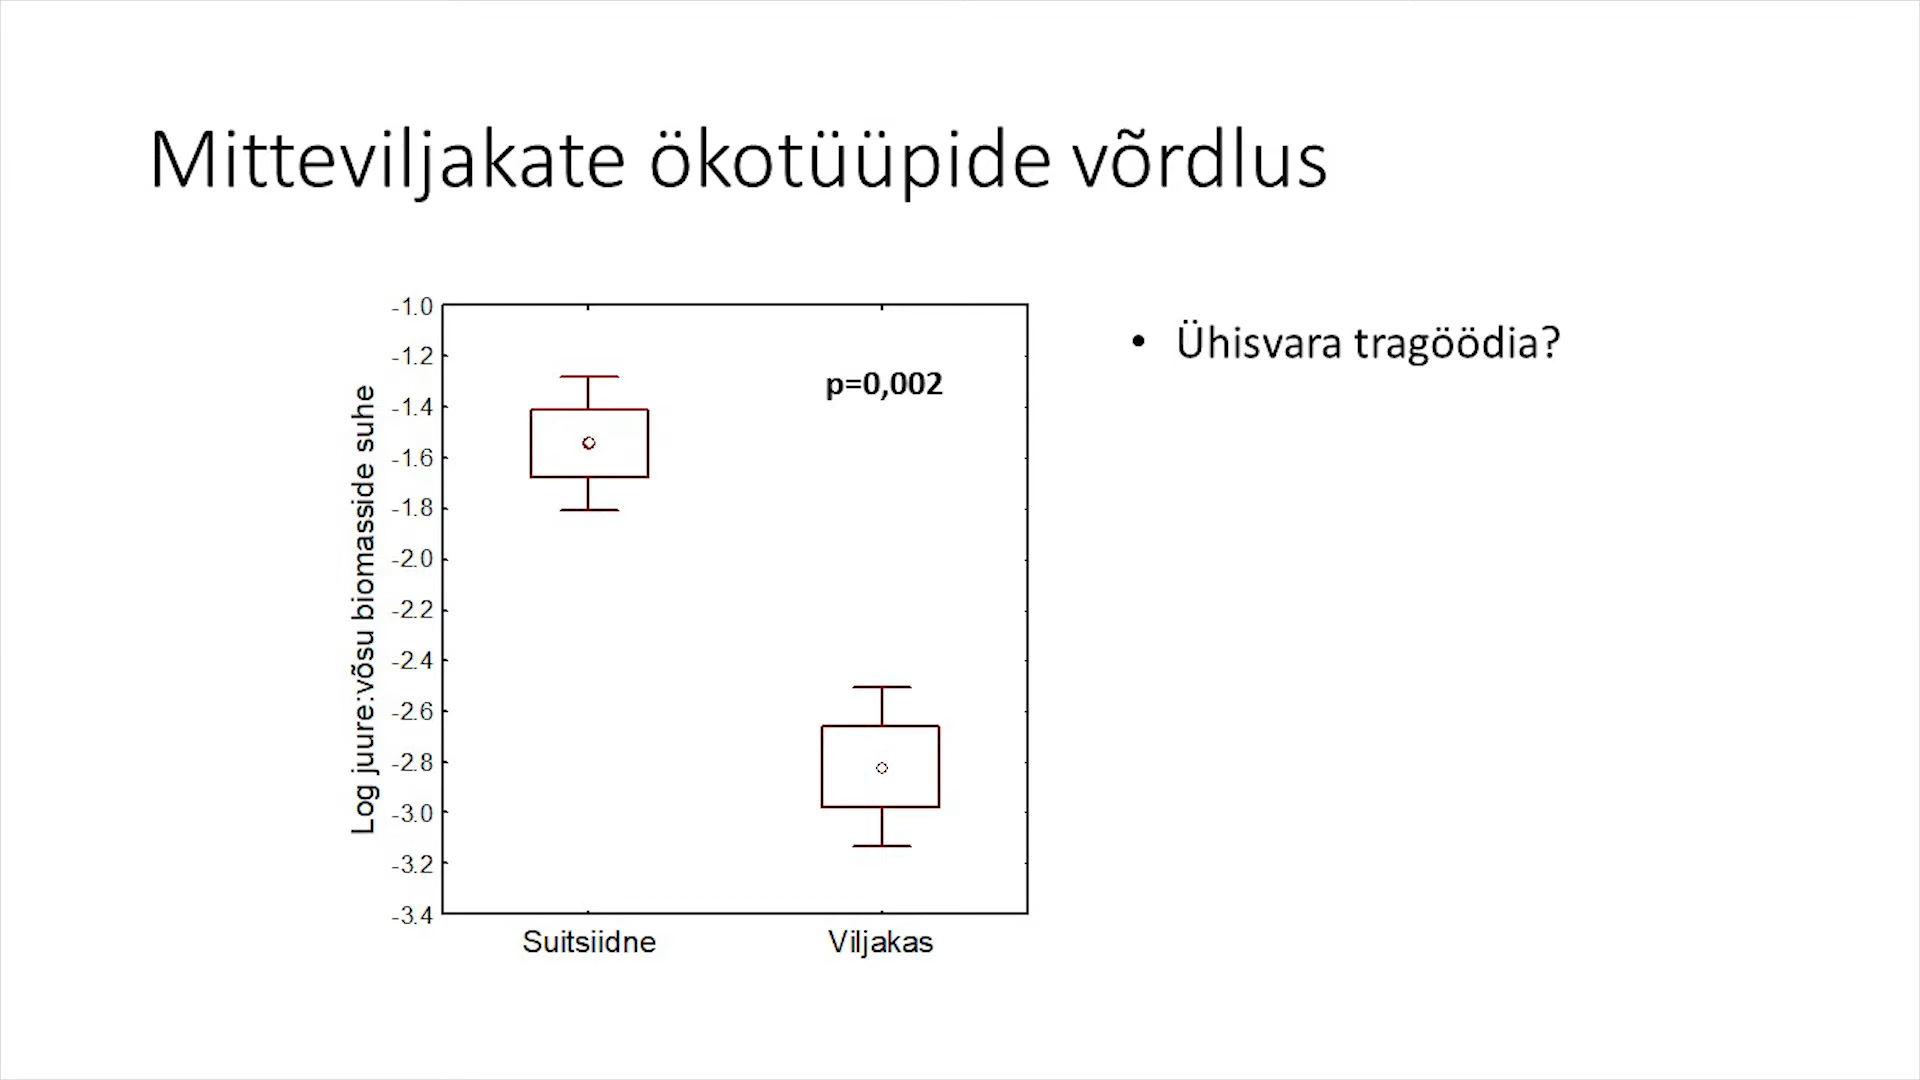 Mitteviljakate ökotüüpide võrdlus
-1.0
-1.2
-1.4
-1.6
-1.8
-2.0
-2.2
-2.4
-2.6
-2.8
-3.0
-3.2
-3.4
Log juure:võsu biomasside suhe
p=0,002
Suitsiidne
Viljakas
• Ühisvara tragöödia?